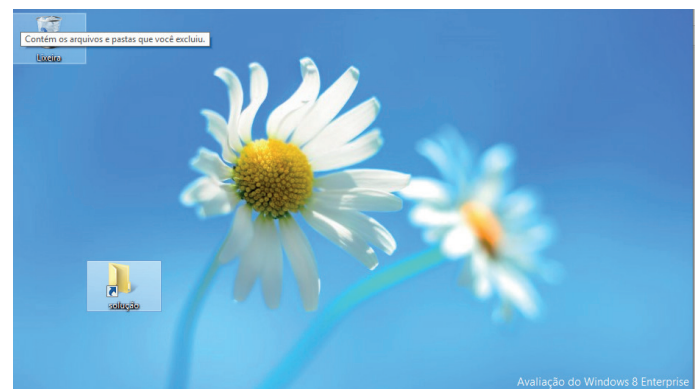 Contém os arquivos e pastas que você excluiu.
Lixeira
solução
Avaliação do Windows 8 Enterprise